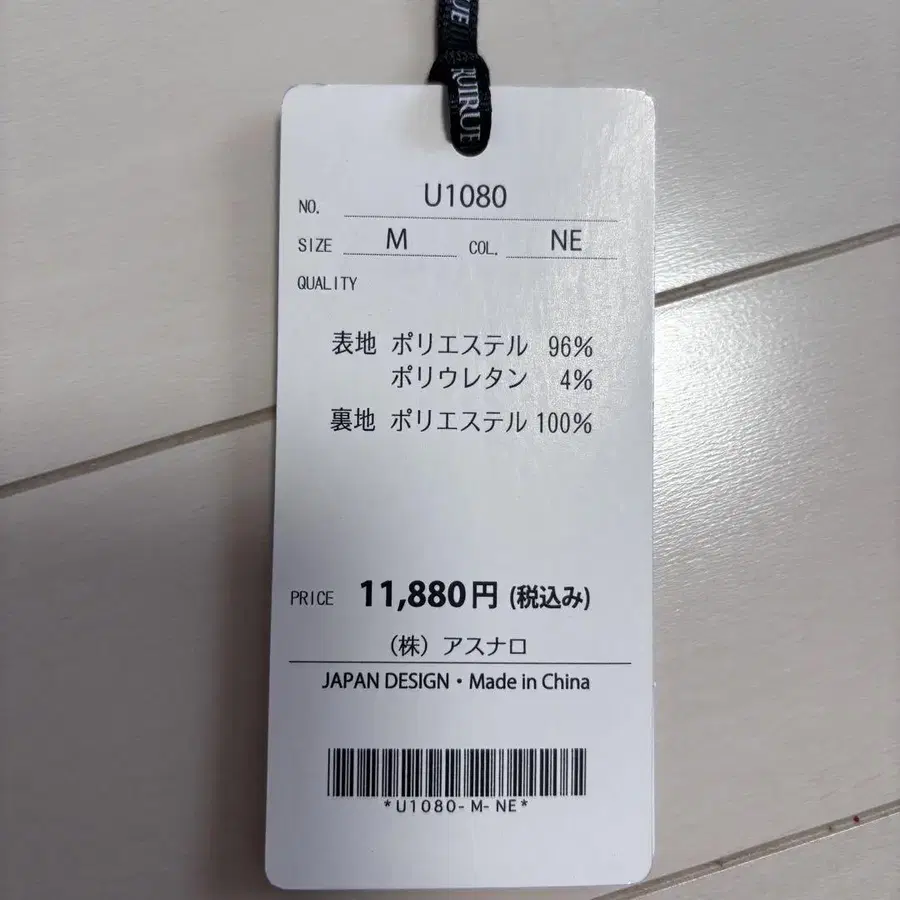 UE
RUIRUE
NO. U1080
SIZE M COL. NE
QUALITY
表地 ポリエステル 96%
ポリウレタン 4%
裏地 ポリエステル 100%
PRICE 11,880円 (税込み)
(株) アスナロ
JAPAN DESIGN・Made in China
*U1080-M-NE*